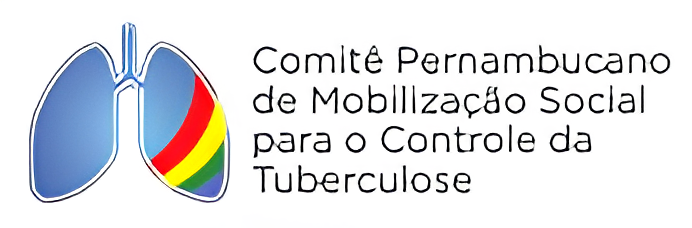 Comitê Pernambucano
de Mobilização Social
para o Controle da
Tuberculose